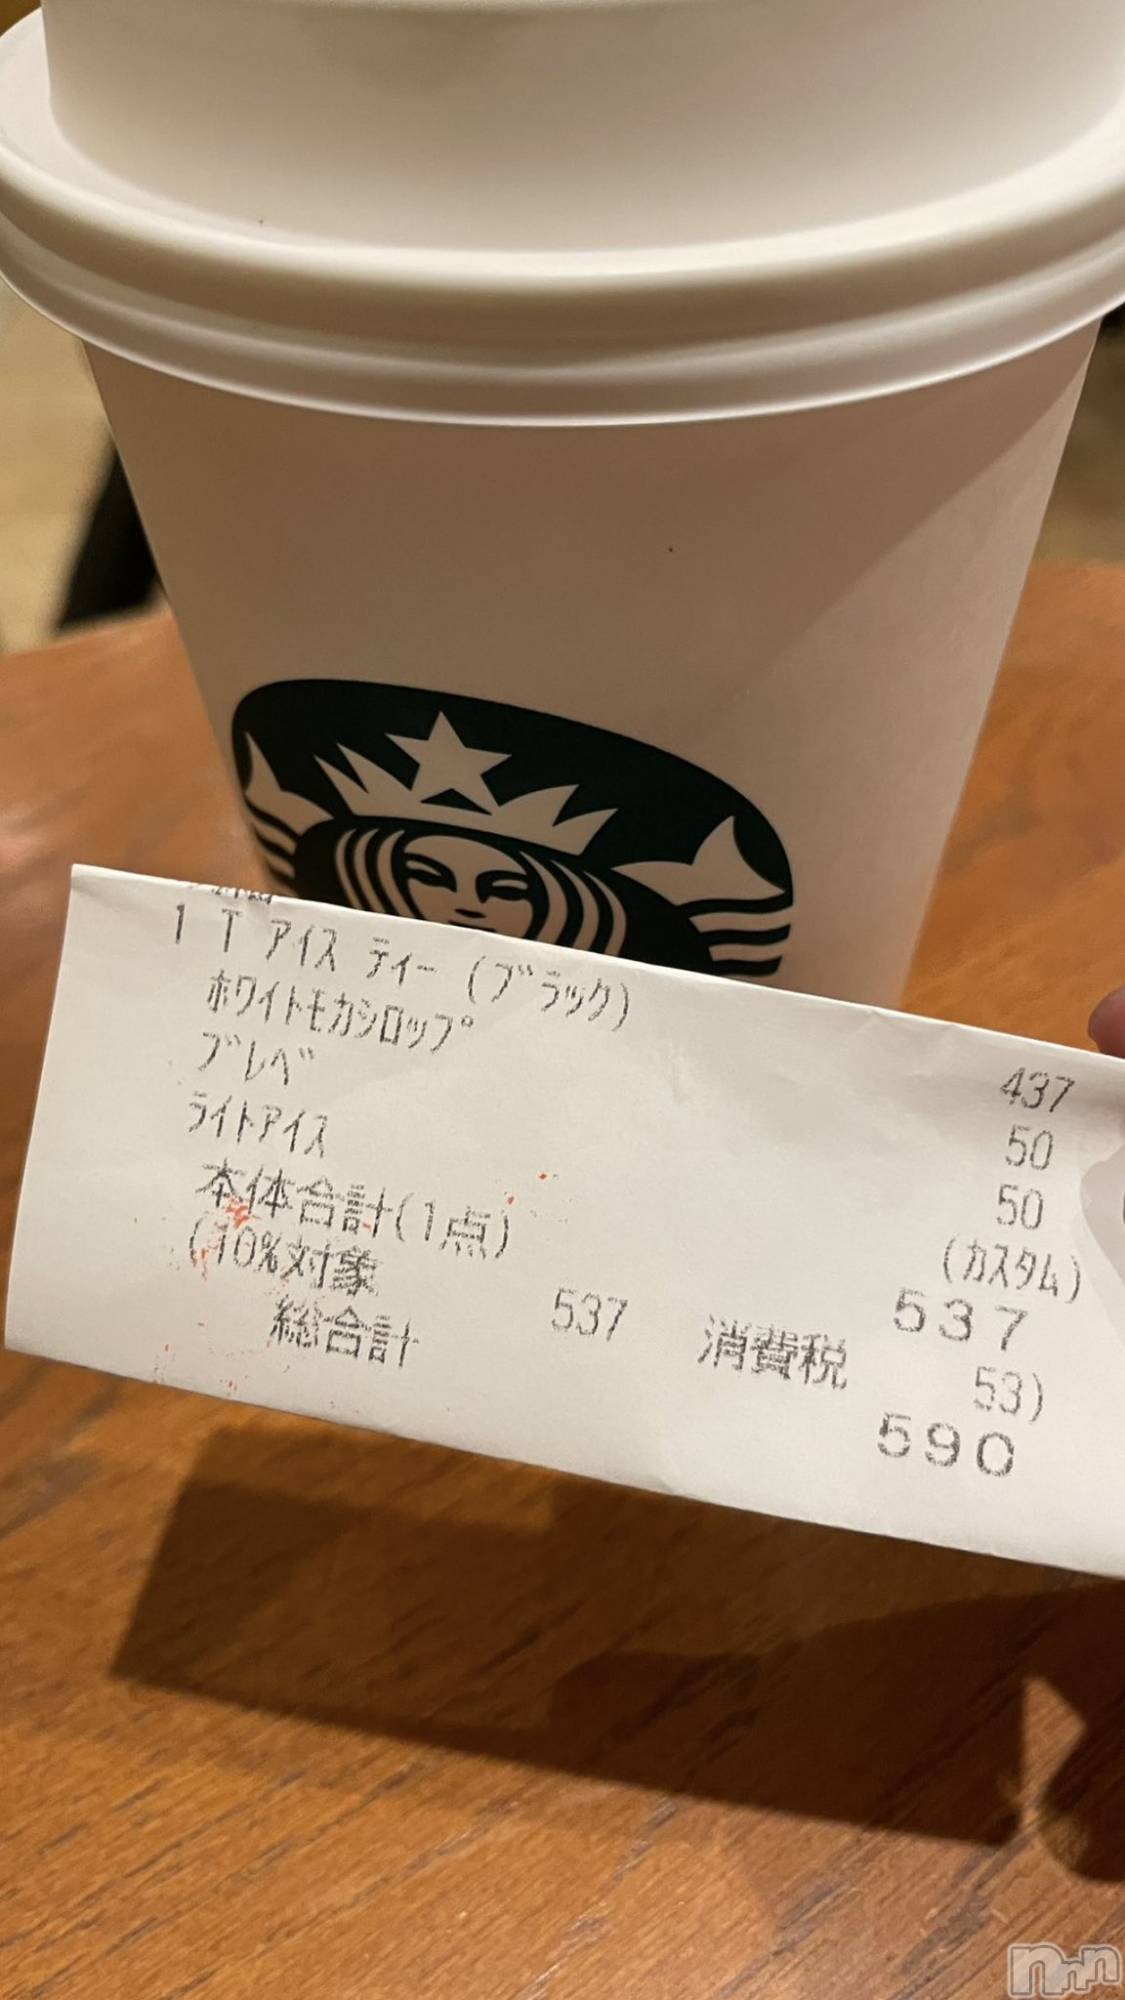 1 T アイス ティー (ブラック) 437
ホワイトモカシロップ 50
ブレベ 50
ライトアイス (カスタム)
本体合計(1点) 537
(10%対象 537 消費税 53)
総合計 590
nnn